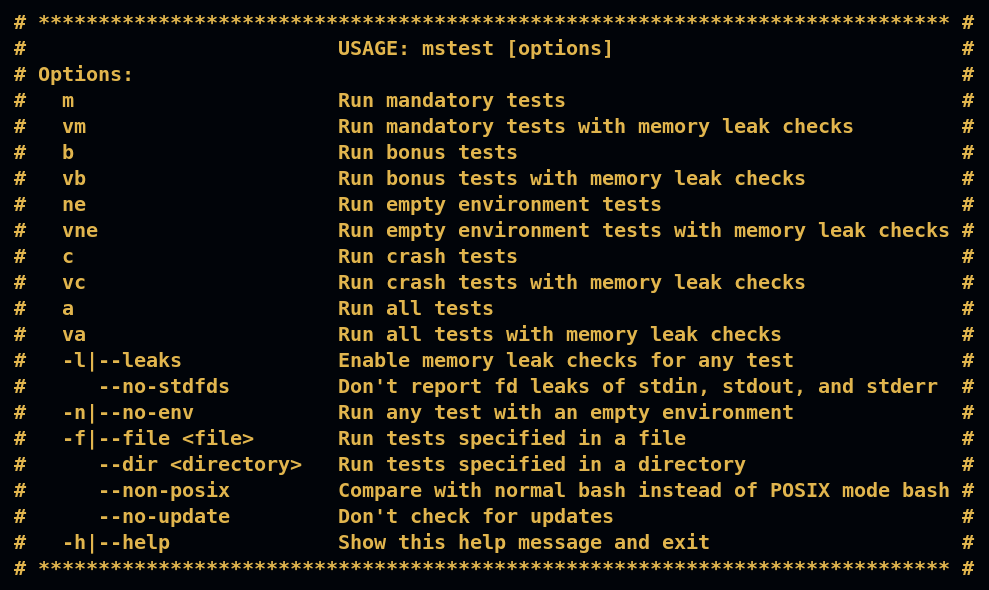 # **************************************************************************** #
#                          USAGE: mstest [options]                             #
# Options:                                                                     #
#   m                      Run mandatory tests                                 #
#   vm                     Run mandatory tests with memory leak checks         #
#   b                      Run bonus tests                                     #
#   vb                     Run bonus tests with memory leak checks             #
#   ne                     Run empty environment tests                         #
#   vne                    Run empty environment tests with memory leak checks #
#   c                      Run crash tests                                     #
#   vc                     Run crash tests with memory leak checks             #
#   a                      Run all tests                                       #
#   va                     Run all tests with memory leak checks               #
#   -l|--leaks             Enable memory leak checks for any test              #
#      --no-stdfds         Don't report fd leaks of stdin, stdout, and stderr  #
#   -n|--no-env            Run any test with an empty environment              #
#   -f|--file <file>       Run tests specified in a file                       #
#      --dir <directory>   Run tests specified in a directory                  #
#      --non-posix         Compare with normal bash instead of POSIX mode bash #
#      --no-update         Don't check for updates                             #
#   -h|--help              Show this help message and exit                     #
# **************************************************************************** #